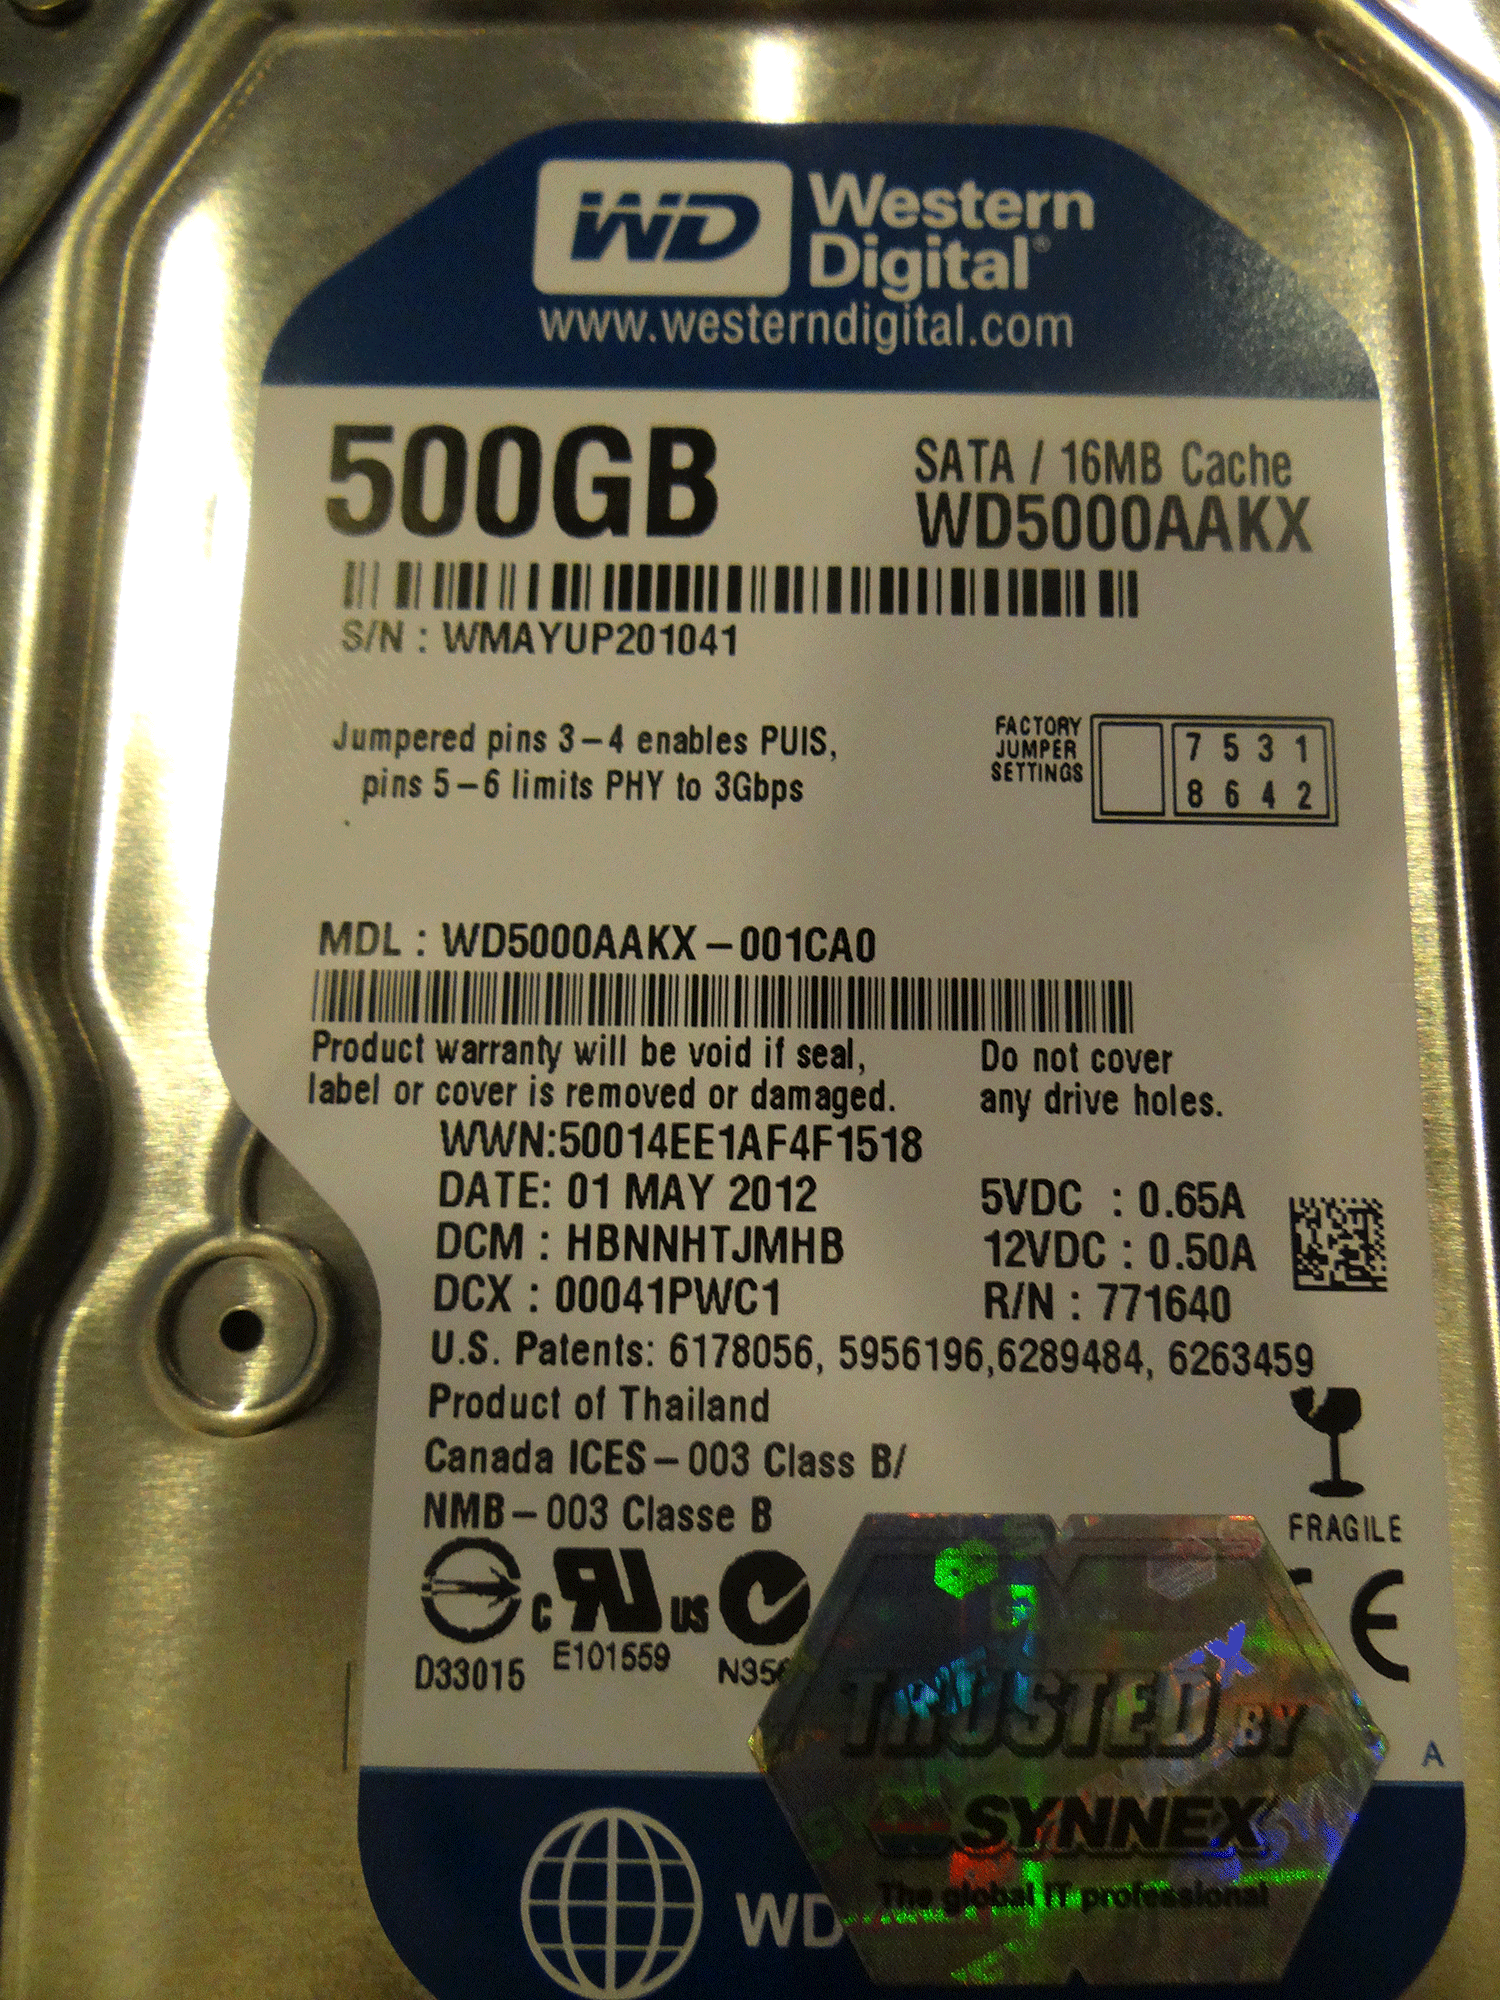 WD Western
Digital®
www.westerndigital.com
500GB
SATA / 16MB Cache
WD5000AAKX
S/N : WMAYUP201041
Jumpered pins 3–4 enables PUIS,
pins 5–6 limits PHY to 3Gbps
FACTORY
JUMPER
SETTINGS
7 5 3 1
8 6 4 2
MDL : WD5000AAKX–001CA0
Product warranty will be void if seal,
label or cover is removed or damaged.
Do not cover
any drive holes.
WWN:50014EE1AF4F1518
DATE: 01 MAY 2012
DCM : HBNNHTJMHB
DCX : 00041PWC1
5VDC : 0.65A
12VDC : 0.50A
R/N : 771640
U.S. Patents: 6178056, 5956196,6289484, 6263459
Product of Thailand
Canada ICES–003 Class B/
NMB–003 Classe B
FRAGILE
C UR US
CE
D33015
E101559
N356
TRUSTED BY
SYNNEX
The global IT professional
A
WD